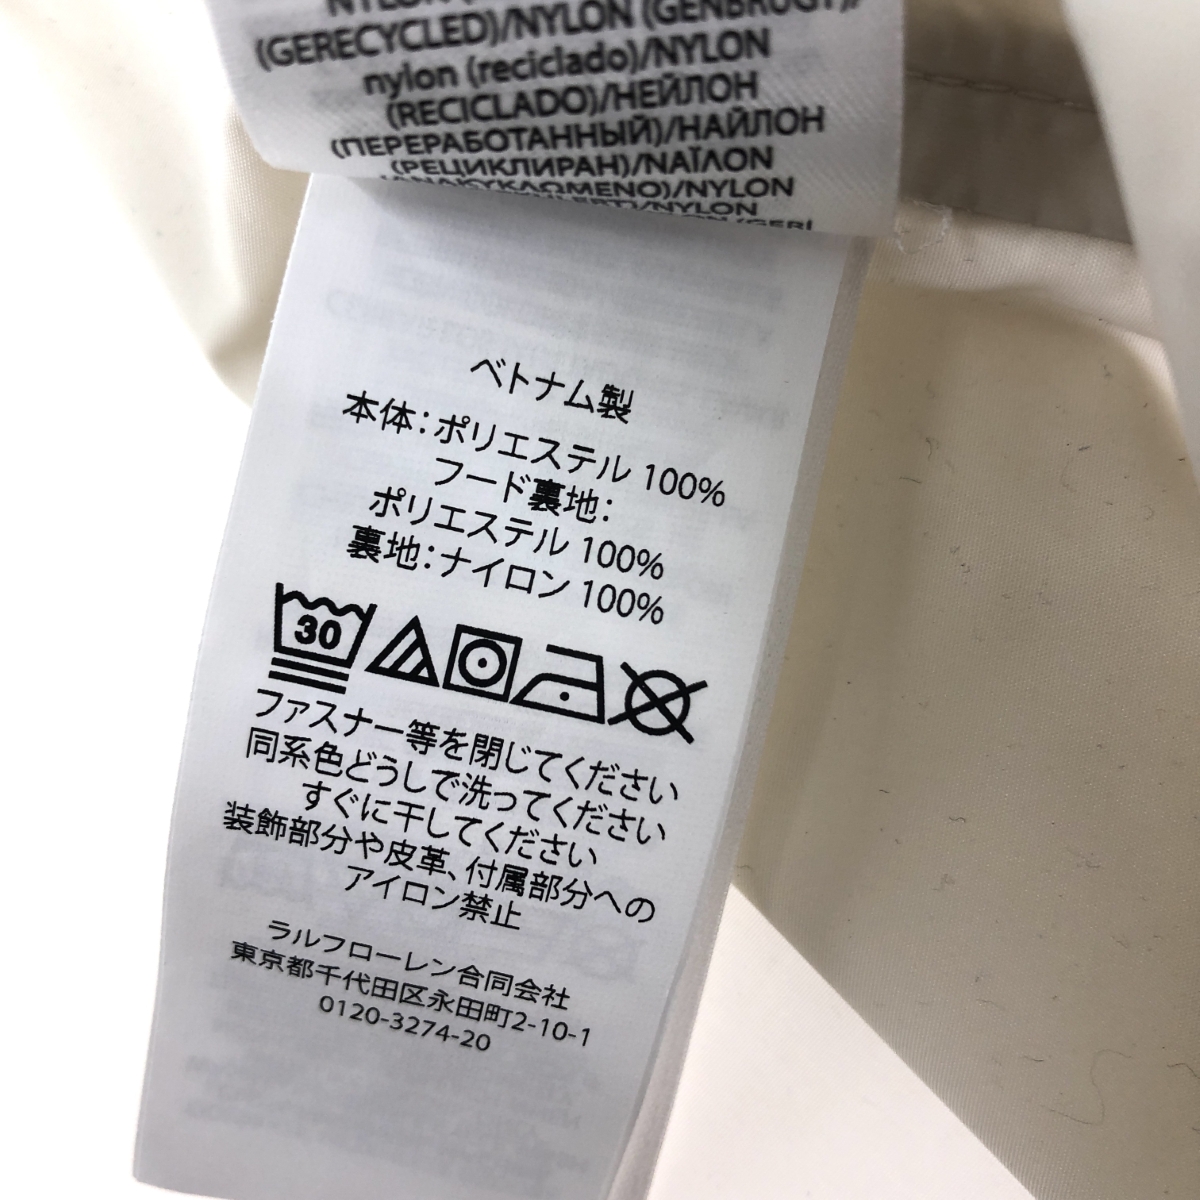 (GERECYCLED)/NYLON (GENBRUGT)/
nylon (reciclado)/NYLON
(RECICLADO)/НЕЙЛОН
(ПЕРЕРАБОТАННЫЙ)/НАЙЛОН
(РЕЦИКЛИРАН)/ΝΑΪΛΟΝ
(ΑΝΑΚΥΚΛΩΜΕΝΟ)/NYLON
ベトナム製
本体：ポリエステル 100%
フード裏地：
ポリエステル 100%
裏地：ナイロン 100%
30
ファスナー等を閉じてください
同系色どうしで洗ってください
すぐに干してください
装飾部分や皮革、付属部分への
アイロン禁止
ラルフローレン合同会社
東京都千代田区永田町2-10-1
0120-3274-20